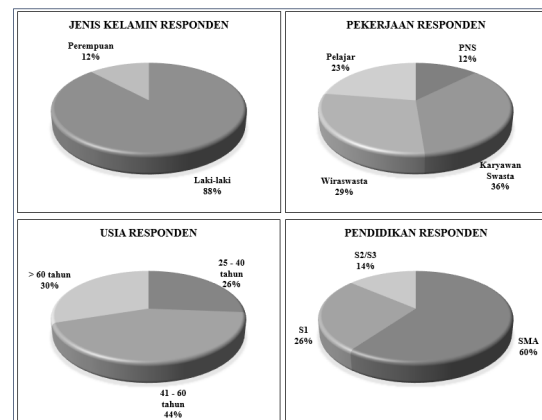 JENIS KELAMIN RESPONDEN
Perempuan
12%
Laki-laki
88%
PEKERJAAN RESPONDEN
PNS
12%
Pelajar
23%
Karyawan
Swasta
36%
Wiraswasta
29%
USIA RESPONDEN
25 - 40
tahun
26%
> 60 tahun
30%
41 - 60
tahun
44%
PENDIDIKAN RESPONDEN
S2/S3
14%
S1
26%
SMA
60%